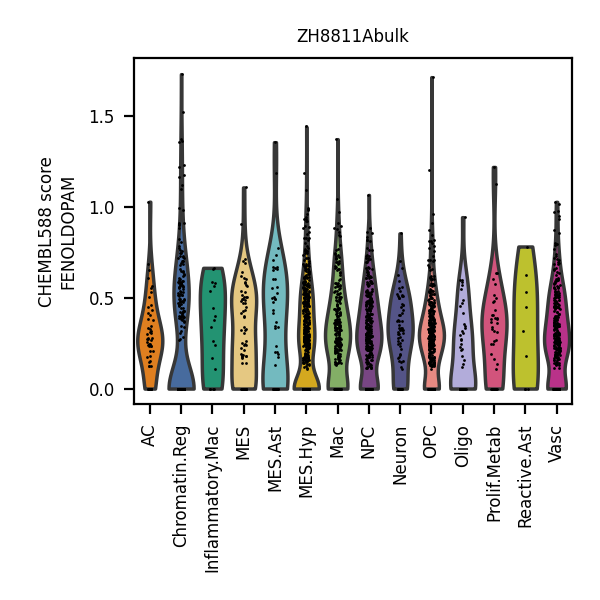 ZH8811Abulk
CHEMBL588 score
FENOLDOPAM
1.5
1.0
0.5
0.0
AC
Chromatin.Reg
Inflammatory.Mac
MES
MES.Ast
MES.Hyp
Mac
NPC
Neuron
OPC
Oligo
Prolif.Metab
Reactive.Ast
Vasc